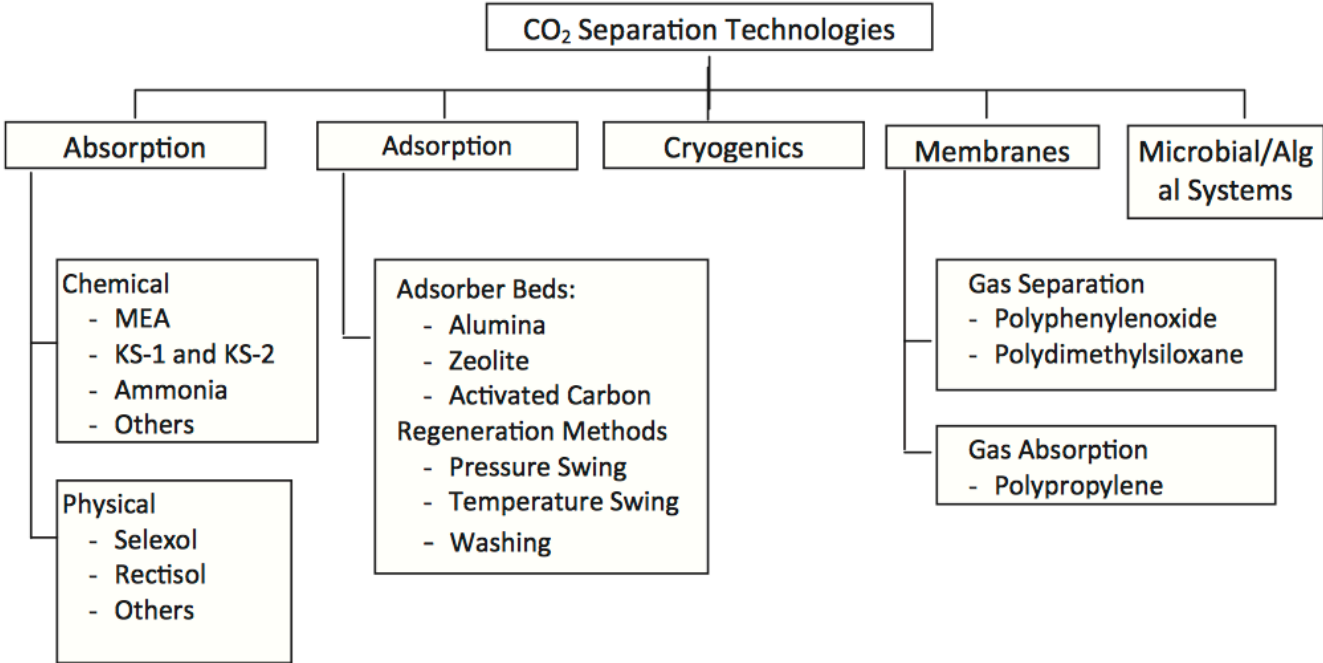 CO₂ Separation Technologies
Absorption
Adsorption
Cryogenics
Membranes
Microbial/Alg
al Systems
Chemical
- MEA
- KS-1 and KS-2
- Ammonia
- Others
Physical
- Selexol
- Rectisol
- Others
Adsorber Beds:
- Alumina
- Zeolite
- Activated Carbon
Regeneration Methods
- Pressure Swing
- Temperature Swing
- Washing
Gas Separation
- Polyphenylenoxide
- Polydimethylsiloxane
Gas Absorption
- Polypropylene